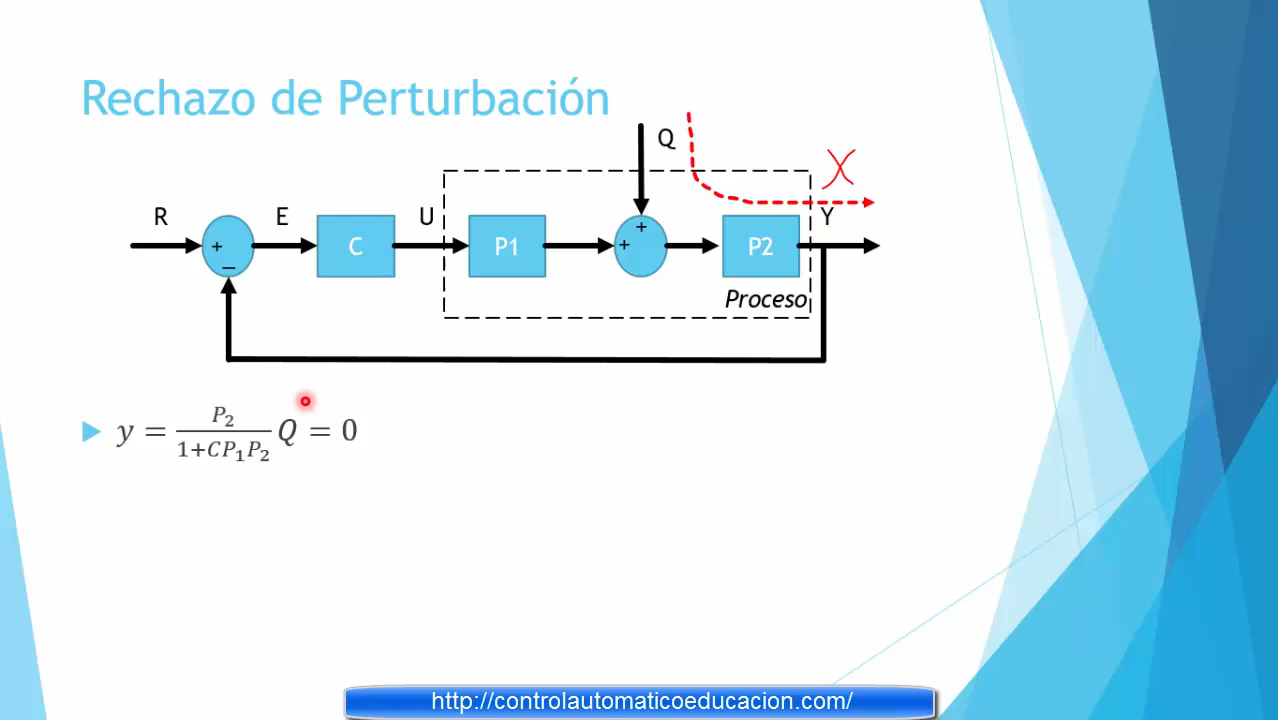 Rechazo de Perturbación
Q
X
R
+
−
E
C
U
P1
+
+
P2
Y
Proceso
y = P₂/(1+CP₁P₂) Q = 0
http://controlautomaticoeducacion.com/